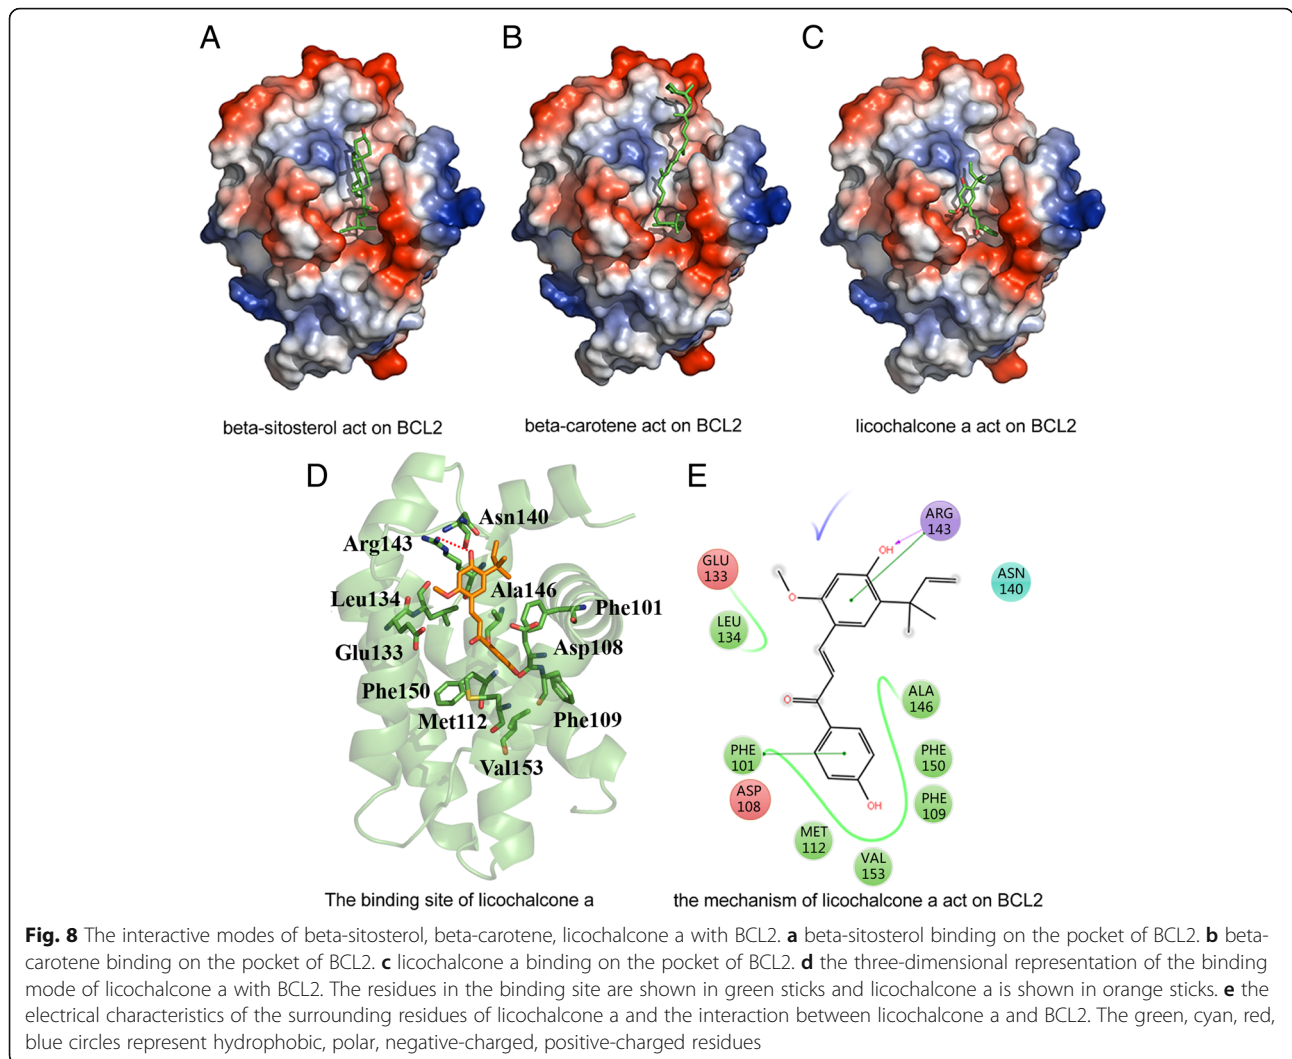 A
B
C
beta-sitosterol act on BCL2
beta-carotene act on BCL2
licochalcone a act on BCL2
D
Asn140
Arg143
Leu134
Ala146
Phe101
Glu133
Asp108
Phe150
Met112
Phe109
Val153
The binding site of licochalcone a
E
ARG
143
OH
GLU
133
ASN
140
O
LEU
134
O
ALA
146
PHE
101
PHE
150
ASP
108
PHE
109
OH
MET
112
VAL
153
the mechanism of licochalcone a act on BCL2
Fig. 8 The interactive modes of beta-sitosterol, beta-carotene, licochalcone a with BCL2. a beta-sitosterol binding on the pocket of BCL2. b beta-
carotene binding on the pocket of BCL2. c licochalcone a binding on the pocket of BCL2. d the three-dimensional representation of the binding
mode of licochalcone a with BCL2. The residues in the binding site are shown in green sticks and licochalcone a is shown in orange sticks. e the
electrical characteristics of the surrounding residues of licochalcone a and the interaction between licochalcone a and BCL2. The green, cyan, red,
blue circles represent hydrophobic, polar, negative-charged, positive-charged residues